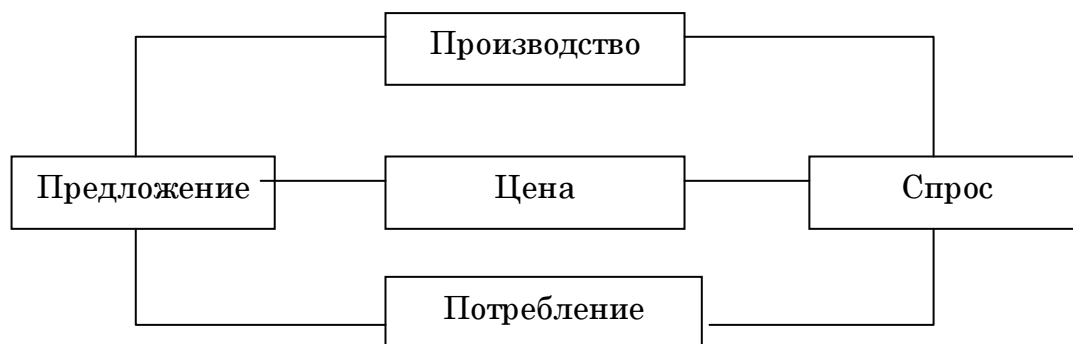 Производство
Предложение
Цена
Спрос
Потребление